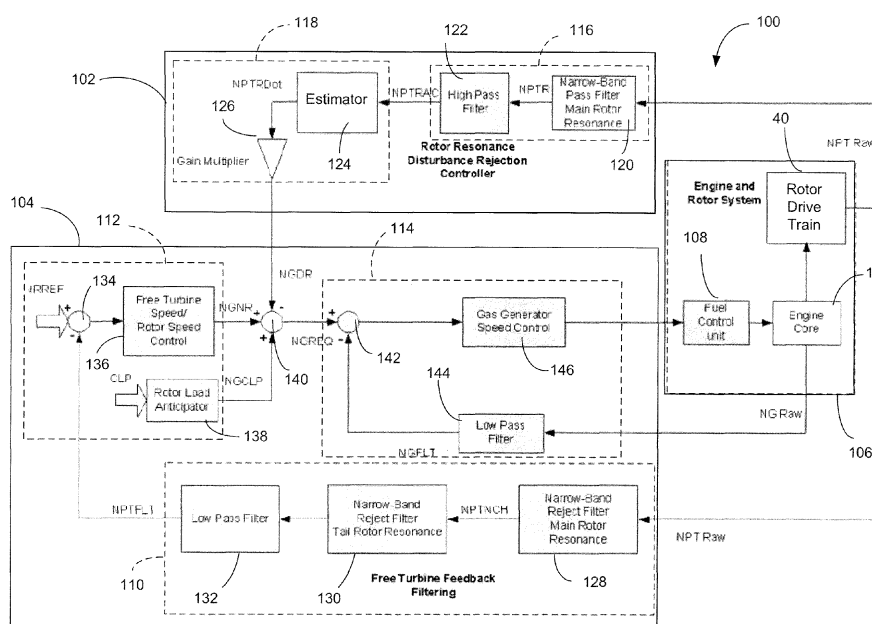 100
118
122
116
102
NPTRDot
Estimator
124
NPTRAC
High Pass
Filter
NPTR
Narrow-Band
Pass Filter
Main Rotor
Resonance
120
126
Gain Multiplier
Rotor Resonance
Disturbance Rejection
Controller
40
NPT Raw
Engine and
Rotor System
Rotor
Drive
Train
104
112
114
108
134
NGDR
Free Turbine
Speed/
Rotor Speed
Control
136
NGNR
140
NGREQ
142
Gas Generator
Speed Control
146
Fuel
Control
unit
Engine
Core
CLP
Rotor Load
Anticipator
138
NGCLP
144
Low Pass
Filter
NGFLT
NG Raw
106
NPTFLT
Low Pass Filter
132
Narrow-Band
Reject Filter
Tail Rotor Resonance
130
NPTNCH
Narrow-Band
Reject Filter
Main Rotor
Resonance
128
NPT Raw
110
Free Turbine Feedback
Filtering